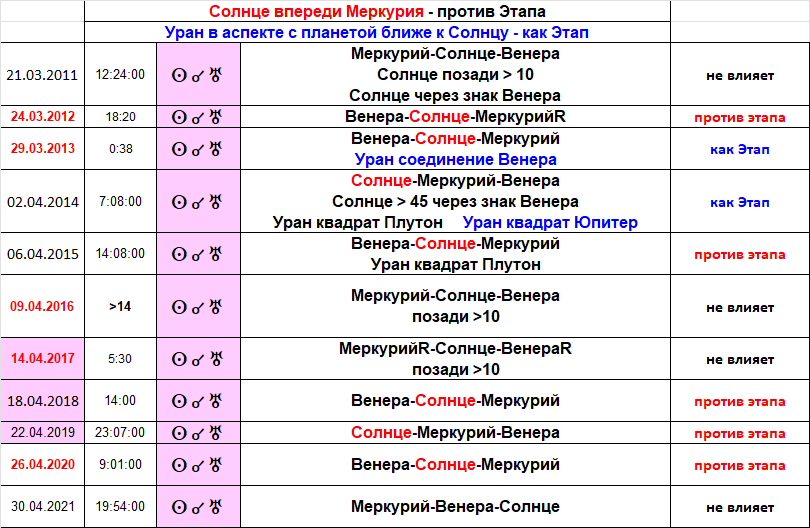 Солнце впереди Меркурия - против Этапа
Уран в аспекте с планетой ближе к Солнцу - как Этап
21.03.2011 12:24:00 ☉ ☌ ♅ Меркурий-Солнце-Венера
Солнце позади > 10
Солнце через знак Венера
не влияет
24.03.2012 18:20 ☉ ☌ ♅ Венера-Солнце-МеркурийR против этапа
29.03.2013 0:38 ☉ ☌ ♅ Венера-Солнце-Меркурий
Уран соединение Венера
как Этап
02.04.2014 7:08:00 ☉ ☌ ♅ Солнце-Меркурий-Венера
Солнце > 45 через знак Венера
Уран квадрат Плутон Уран квадрат Юпитер
как Этап
06.04.2015 14:08:00 ☉ ☌ ♅ Венера-Солнце-Меркурий
Уран квадрат Плутон
против этапа
09.04.2016 >14 ☉ ☌ ♅ Меркурий-Солнце-Венера
позади >10
не влияет
14.04.2017 5:30 ☉ ☌ ♅ МеркурийR-Солнце-ВенераR
позади >10
не влияет
18.04.2018 14:00 ☉ ☌ ♅ Венера-Солнце-Меркурий против этапа
22.04.2019 23:07:00 ☉ ☌ ♅ Солнце-Меркурий-Венера против этапа
26.04.2020 9:01:00 ☉ ☌ ♅ Венера-Солнце-Меркурий против этапа
30.04.2021 19:54:00 ☉ ☌ ♅ Меркурий-Венера-Солнце не влияет